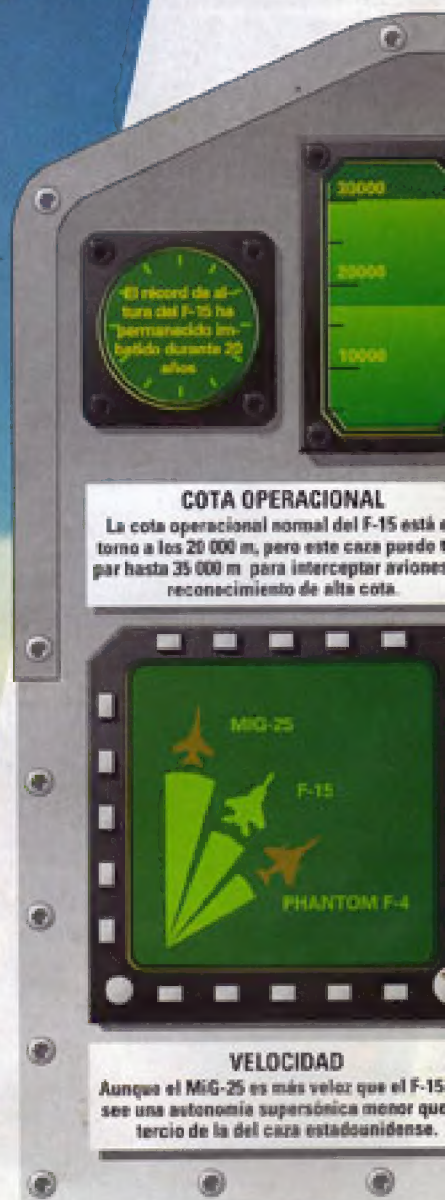 30000
20000
10000
El récord de al-
tura del F-15 ha
permanecido im-
batido durante 20
años
COTA OPERACIONAL
La cota operacional normal del F-15 está
torno a los 20 000 m, pero este caza puede
par hasta 35 000 m para interceptar aviones
reconocimiento de alta cota.
MIG-25
F-15
PHANTOM F-4
VELOCIDAD
Aunque el MiG-25 es más veloz que el F-15
see una autonomía supersónica menor que
tercio de la del caza estadounidense.